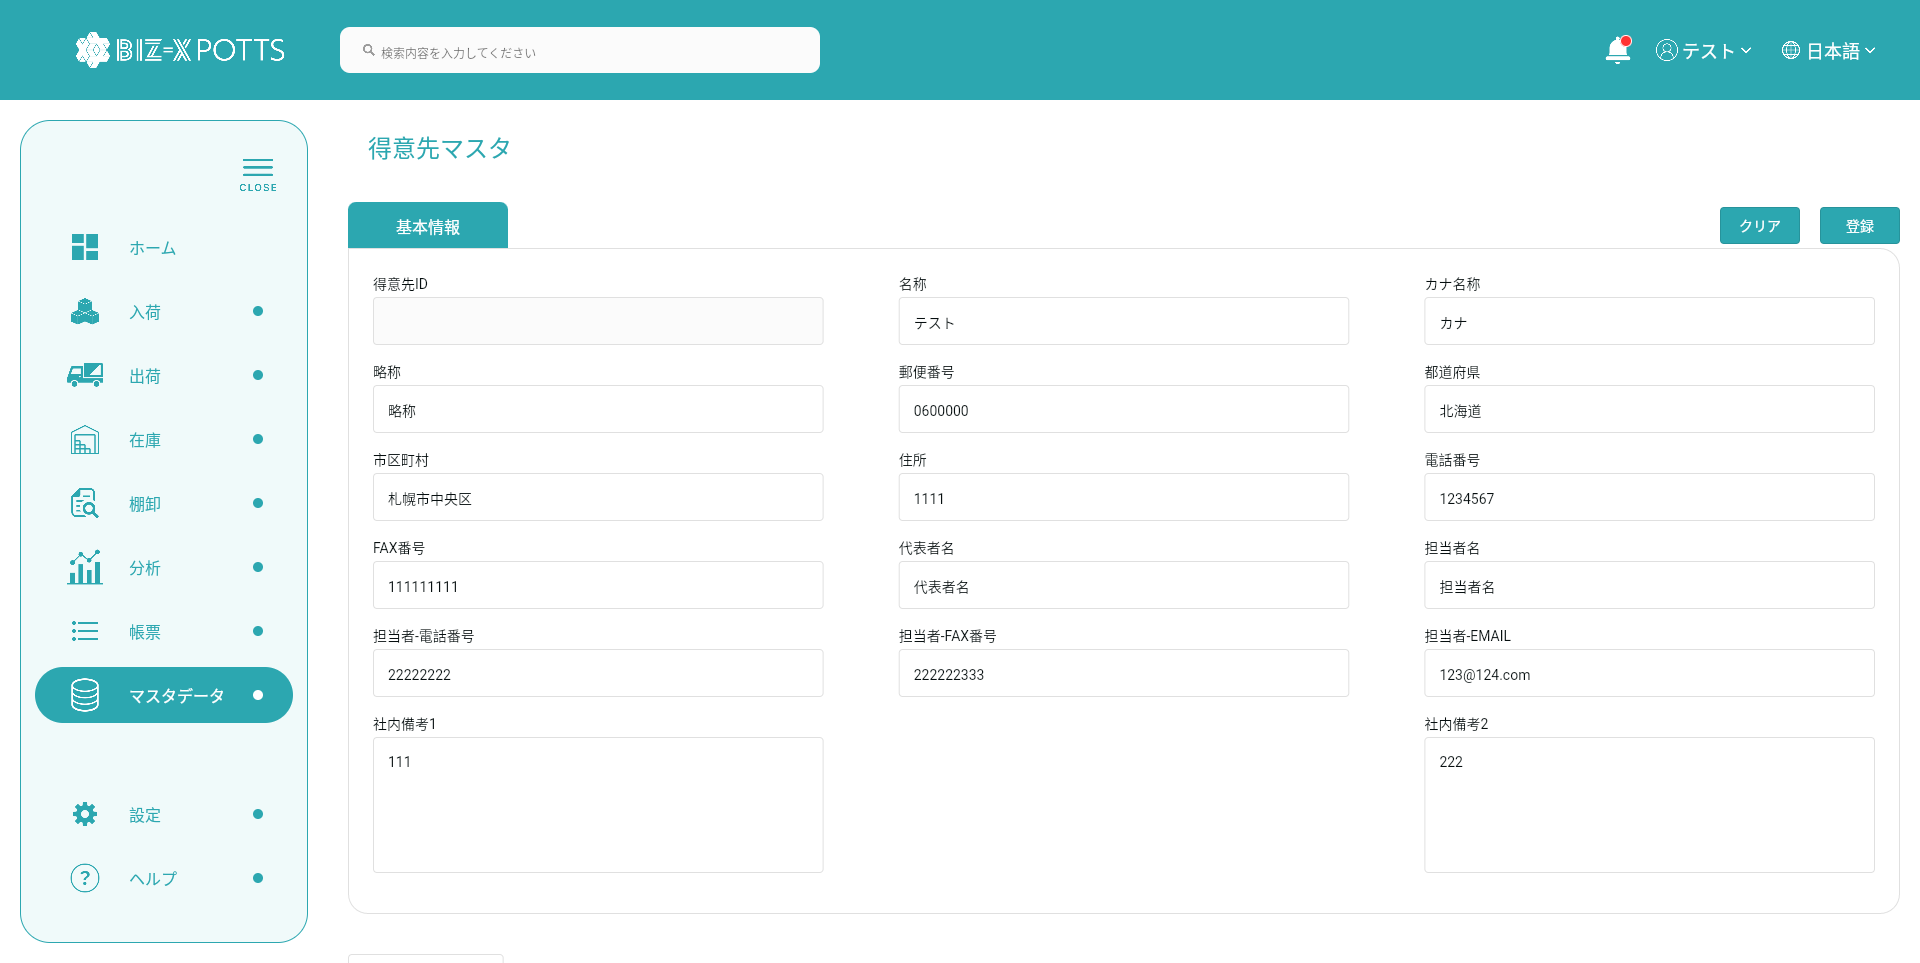 BIZ-X POTTS
検索内容を入力してください
テスト
日本語
CLOSE
ホーム
入荷
出荷
在庫
棚卸
分析
帳票
マスタデータ
設定
?
ヘルプ
得意先マスタ
基本情報
クリア
登録
得意先ID
名称
テスト
カナ名称
カナ
略称
略称
郵便番号
0600000
都道府県
北海道
市区町村
札幌市中央区
住所
1111
電話番号
1234567
FAX番号
111111111
代表者名
代表者名
担当者名
担当者名
担当者-電話番号
22222222
担当者-FAX番号
222222333
担当者-EMAIL
123@124.com
社内備考1
111
社内備考2
222